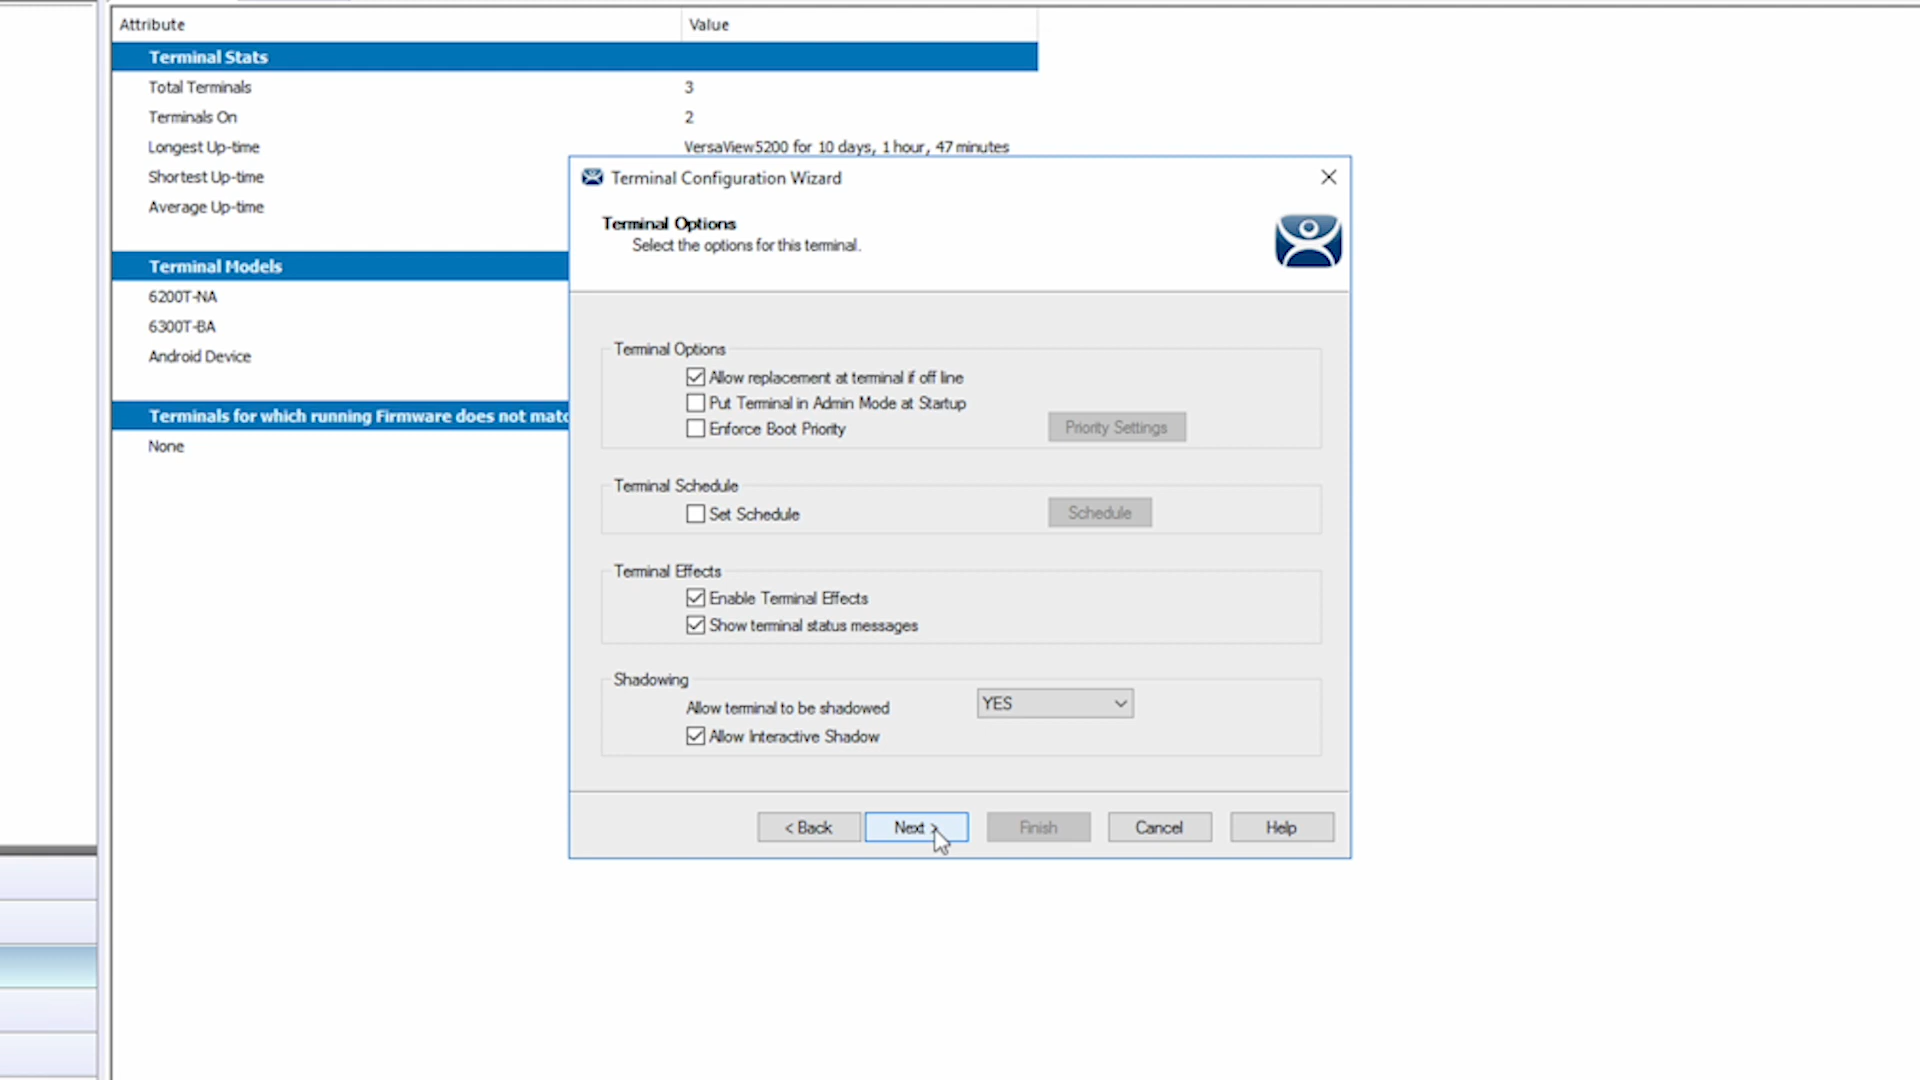 Attribute Value
Terminal Stats
Total Terminals 3
Terminals On 2
Longest Up-time VersaView5200 for 10 days, 1 hour, 47 minutes
Shortest Up-time
Average Up-time
Terminal Models
6200T-NA
6300T-BA
Android Device
Terminals for which running Firmware does not matc
None
Terminal Configuration Wizard
Terminal Options
Select the options for this terminal.
Terminal Options
Allow replacement at terminal if off line
Put Terminal in Admin Mode at Startup
Enforce Boot Priority Priority Settings
Terminal Schedule
Set Schedule Schedule
Terminal Effects
Enable Terminal Effects
Show terminal status messages
Shadowing
Allow terminal to be shadowed YES
Allow Interactive Shadow
< Back Next > Finish Cancel Help